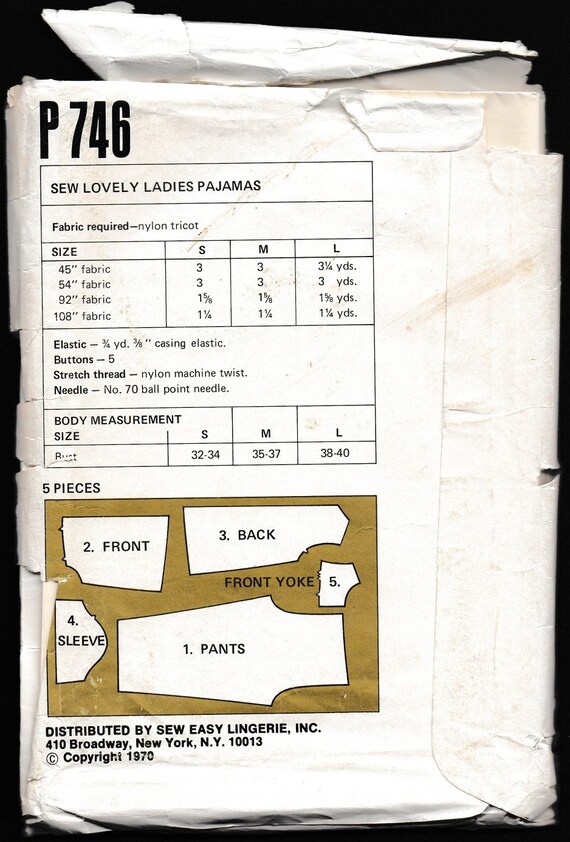 P 746
SEW LOVELY LADIES PAJAMAS
Fabric required—nylon tricot
SIZE S M L
45" fabric 3 3 3¼ yds.
54" fabric 3 3 3 yds.
92" fabric 1⅝ 1⅝ 1⅝ yds.
108" fabric 1¼ 1¼ 1¼ yds.
Elastic — ¾ yd. ⅜" casing elastic.
Buttons — 5
Stretch thread — nylon machine twist.
Needle — No. 70 ball point needle.
BODY MEASUREMENT
SIZE S M L
Bust 32-34 35-37 38-40
5 PIECES
2. FRONT
3. BACK
FRONT YOKE 5.
4.
SLEEVE
1. PANTS
DISTRIBUTED BY SEW EASY LINGERIE, INC.
410 Broadway, New York, N.Y. 10013
© Copyright 1970